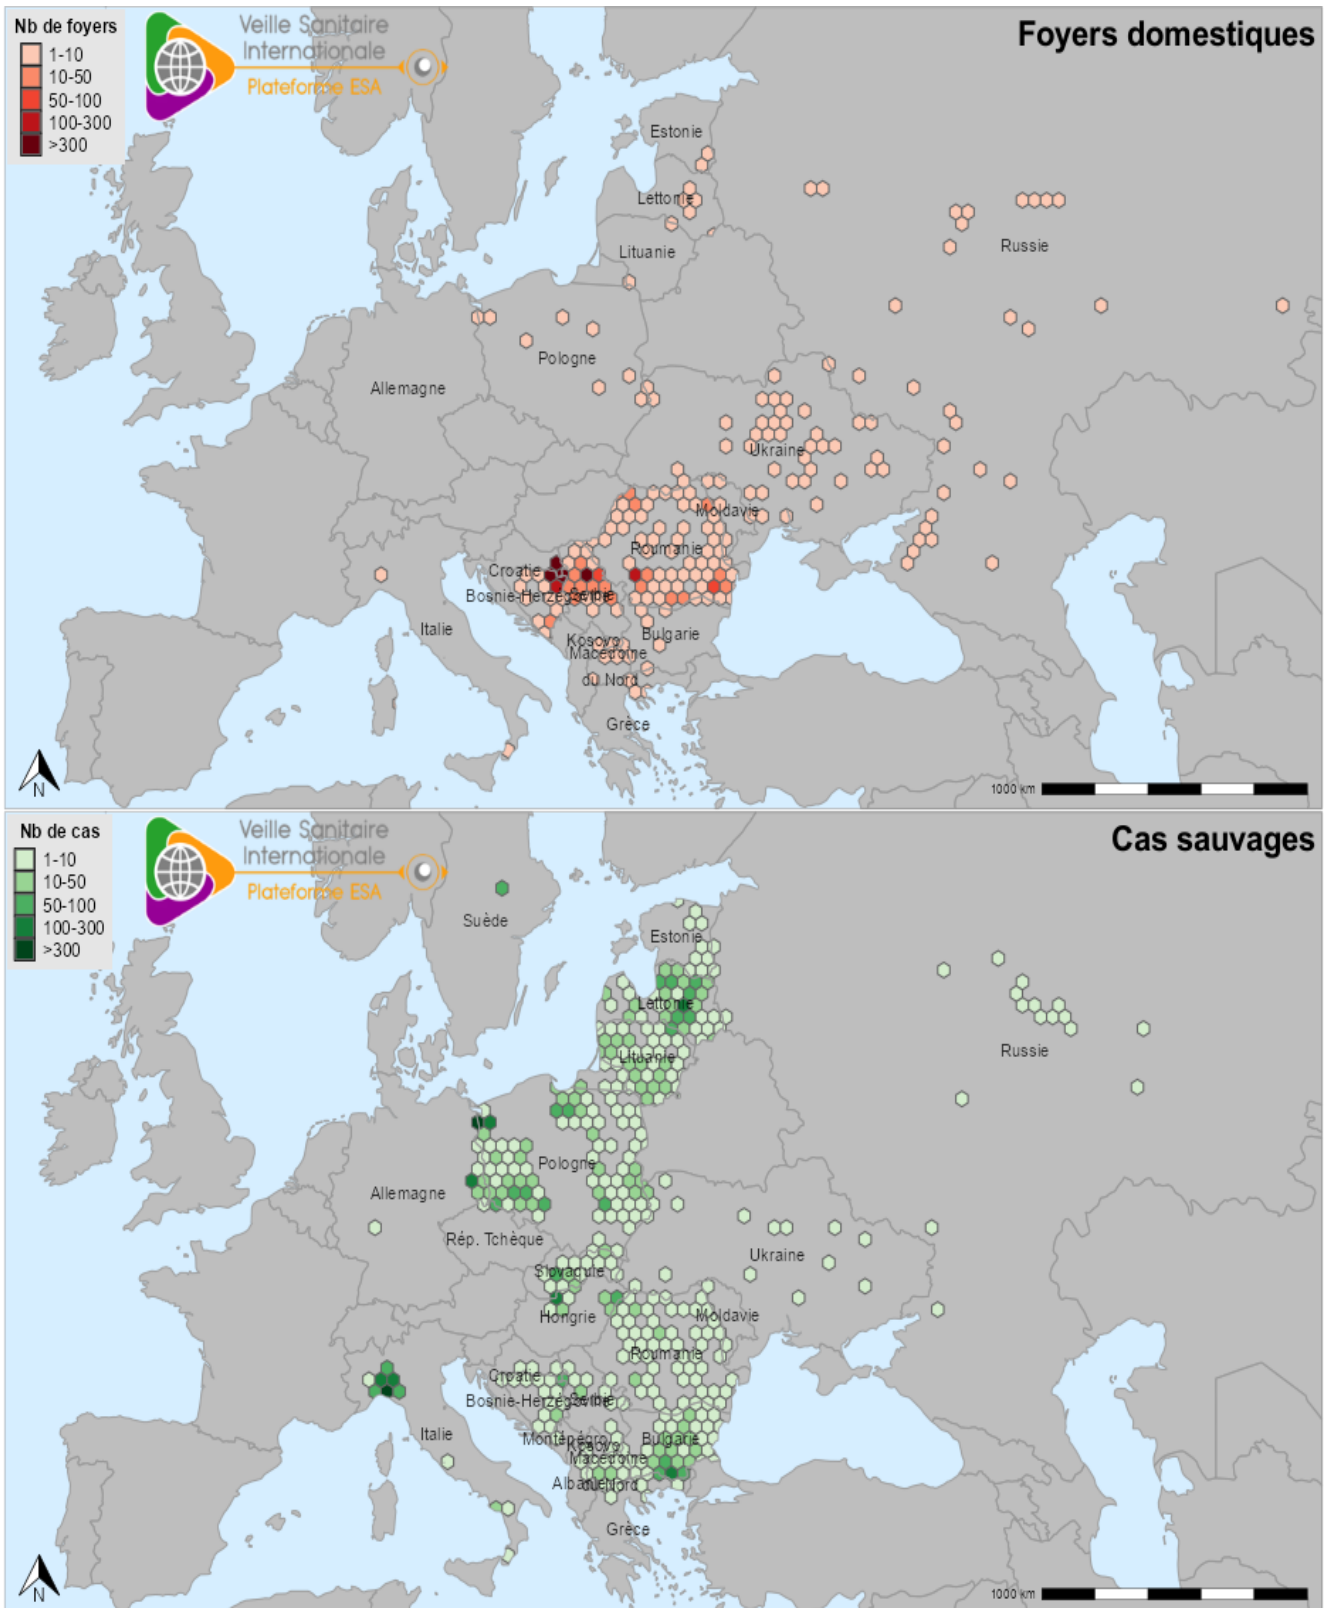 Nb de foyers
1-10
10-50
50-100
100-300
>300
Veille Sanitaire
Internationale
Plateforme ESA
Foyers domestiques
Estonie
Lettonie
Lituanie
Russie
Pologne
Allemagne
Ukraine
Moldavie
Roumanie
Croatie
Bosnie-Herzégovine
Serbie
Italie
Kosovo
Bulgarie
Macédoine
du Nord
Grèce
N
1000 km
Nb de cas
1-10
10-50
50-100
100-300
>300
Veille Sanitaire
Internationale
Plateforme ESA
Cas sauvages
Suède
Estonie
Lettonie
Russie
Lituanie
Pologne
Allemagne
Rép. Tchèque
Ukraine
Slovaquie
Hongrie
Moldavie
Roumanie
Croatie
Bosnie-Herzégovine
Serbie
Italie
Monténégro
Kosovo
Bulgarie
Macédoine
Albanie
du Nord
Grèce
N
1000 km